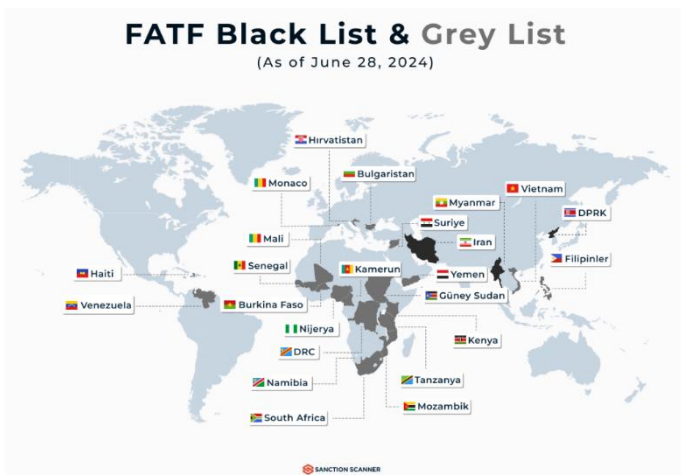 FATF Black List & Grey List
(As of June 28, 2024)
Hırvatistan
Bulgaristan
Monaco
Vietnam
Myanmar
DPRK
Suriye
Mali
Iran
Filipinler
Senegal
Kamerun
Yemen
Haiti
Venezuela
Burkina Faso
Güney Sudan
Nijerya
Kenya
DRC
Namibia
Tanzanya
Mozambik
South Africa
SANCTION SCANNER